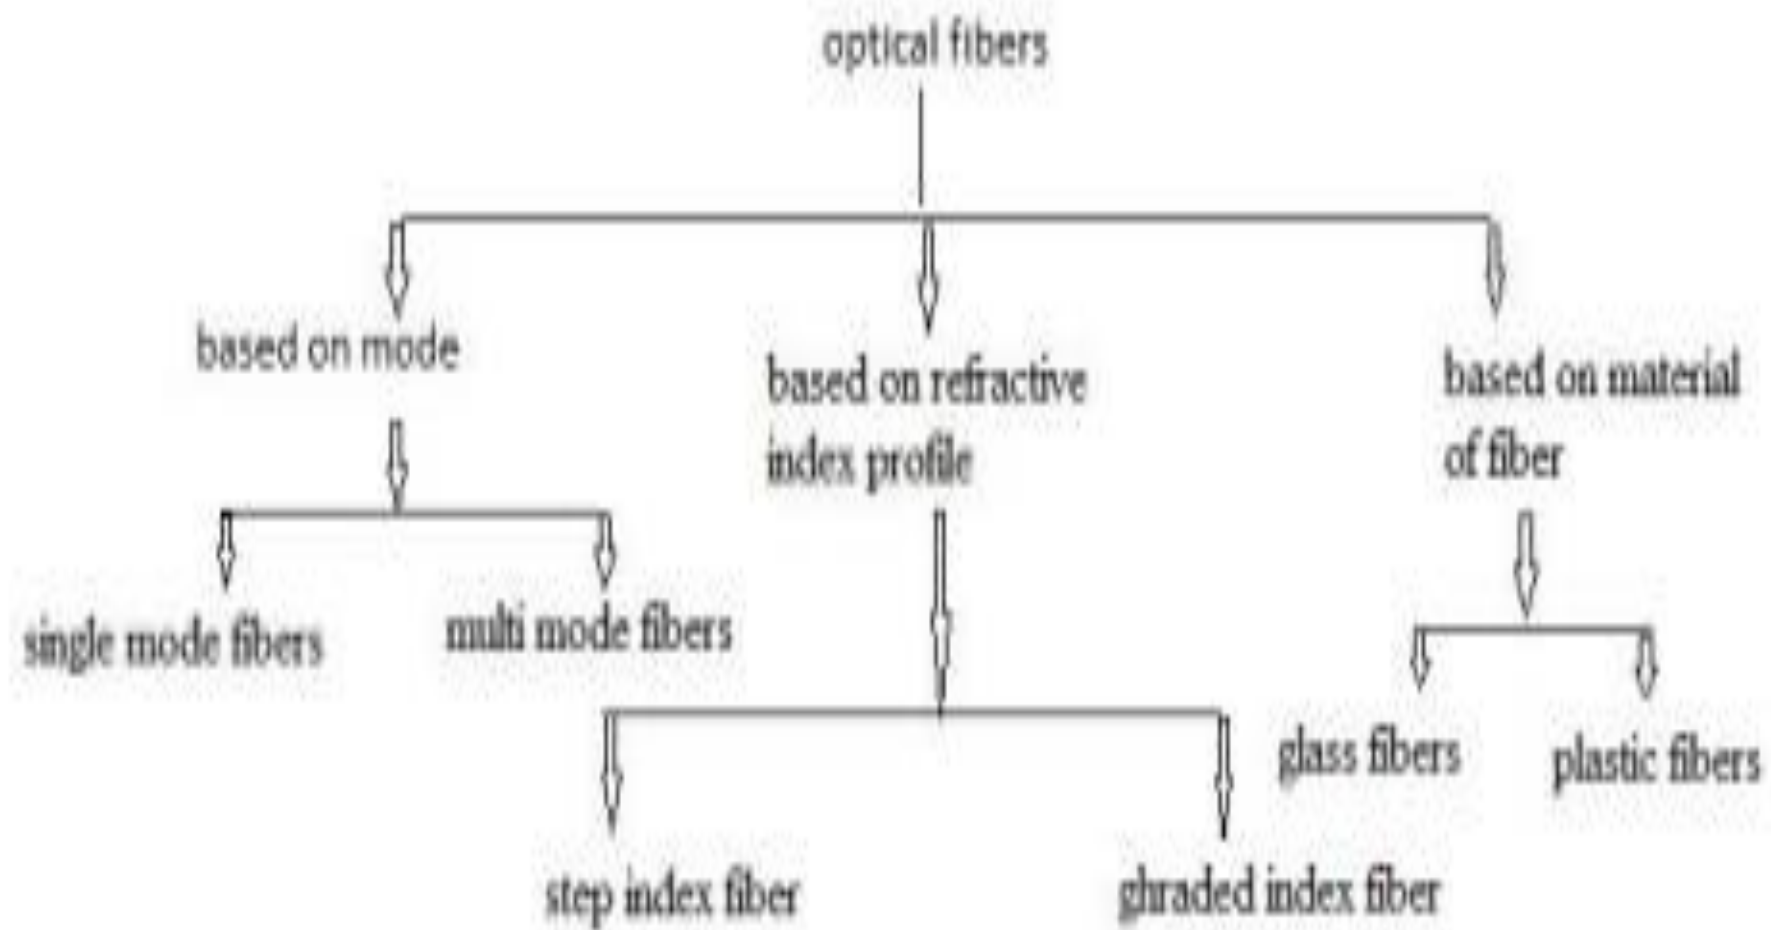 optical fibers
based on mode
based on refractive
index profile
based on material
of fiber
single mode fibers
multi mode fibers
glass fibers
plastic fibers
step index fiber
ghraded index fiber